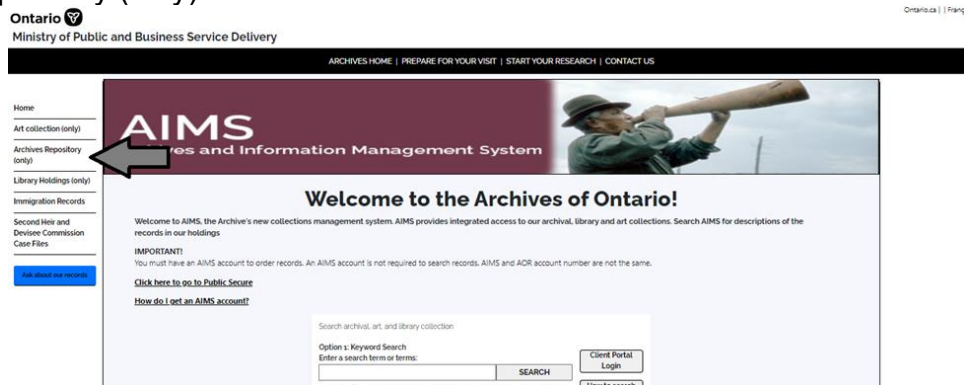 Ontario
Ontario.ca | | Franç
Ministry of Public and Business Service Delivery
ARCHIVES HOME | PREPARE FOR YOUR VISIT | START YOUR RESEARCH | CONTACT US
Home
Art collection (only)
Archives Repository
(only)
Library Holdings (only)
Immigration Records
Second Heir and
Devisee Commission
Case Files
Ask about our records
AIMS
ves and Information Management System
Welcome to the Archives of Ontario!
Welcome to AIMS, the Archive's new collections management system. AIMS provides integrated access to our archival, library and art collections. Search AIMS for descriptions of the
records in our holdings
IMPORTANT!
You must have an AIMS account to order records. An AIMS account is not required to search records. AIMS and AOR account number are not the same.
Click here to go to Public Secure
How do I get an AIMS account?
Search archival, art, and library collection
Option 1: Keyword Search
Enter a search term or terms:
SEARCH
Client Portal
Login
How to search